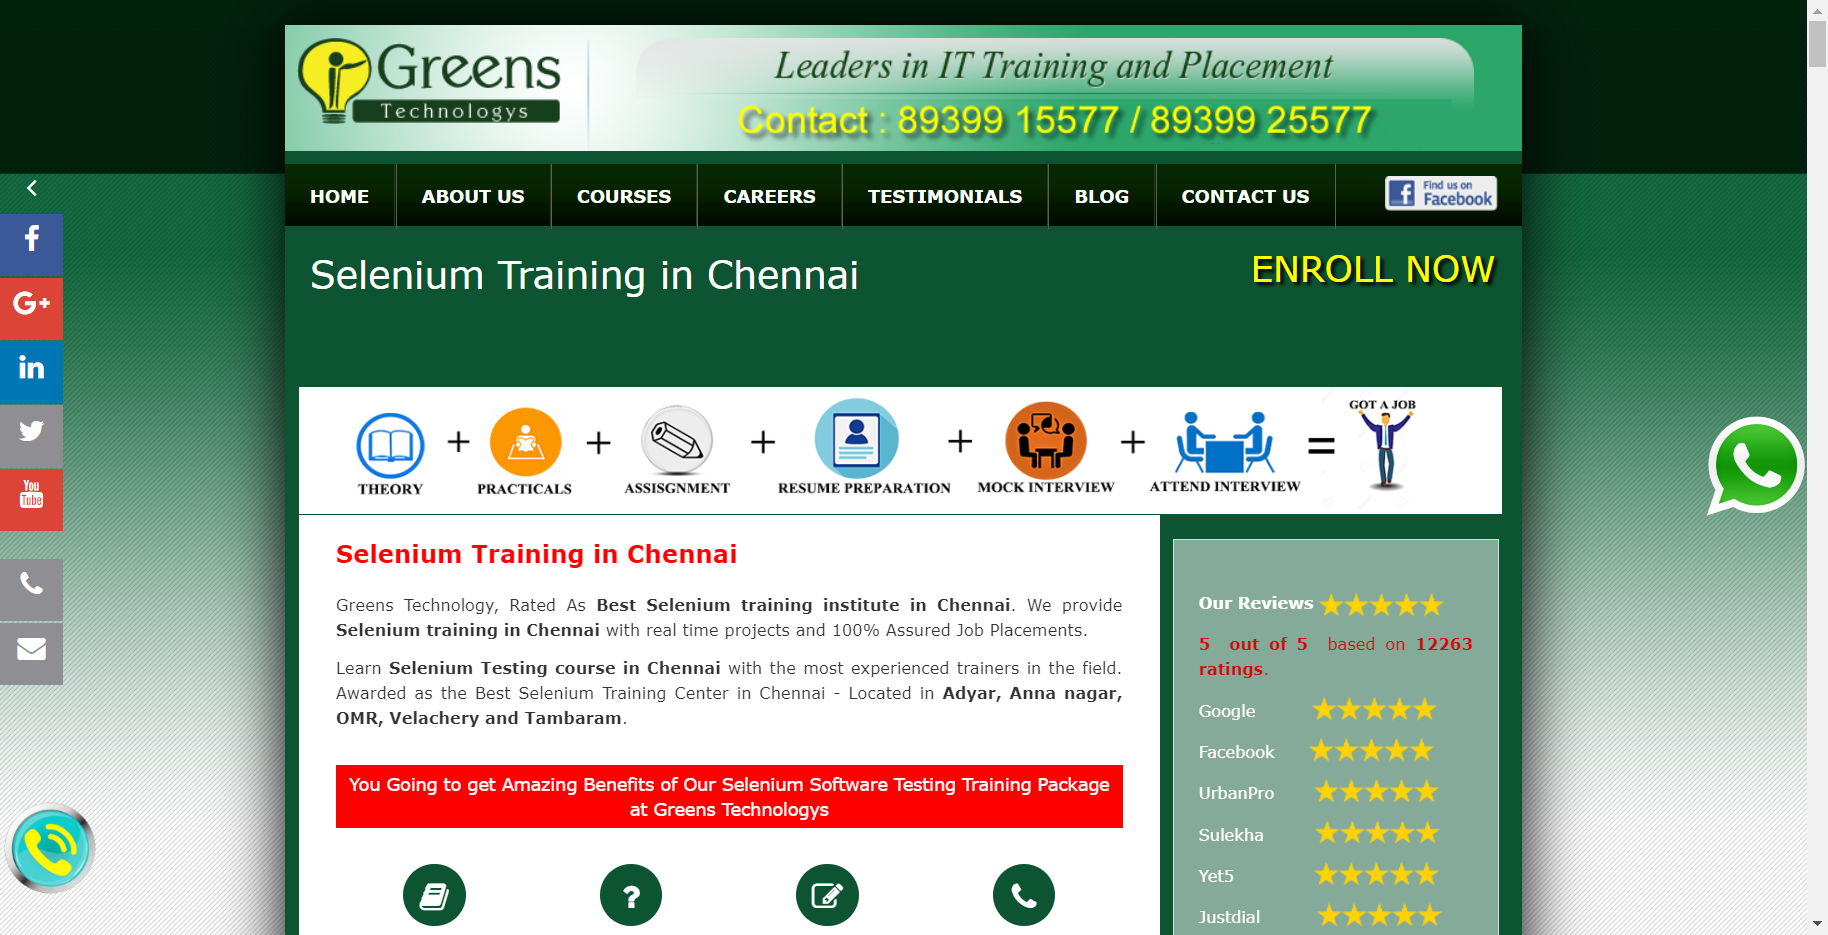 Greens
Technologys
Leaders in IT Training and Placement
Contact : 89399 15577 / 89399 25577
HOME
ABOUT US
COURSES
CAREERS
TESTIMONIALS
BLOG
CONTACT US
Find us on
Facebook
G+
in
You
Tube
Selenium Training in Chennai
ENROLL NOW
THEORY
PRACTICALS
ASSISGNMENT
RESUME PREPARATION
MOCK INTERVIEW
ATTEND INTERVIEW
GOT A JOB
Selenium Training in Chennai
Greens Technology, Rated As Best Selenium training institute in Chennai. We provide
Selenium training in Chennai with real time projects and 100% Assured Job Placements.
Learn Selenium Testing course in Chennai with the most experienced trainers in the field.
Awarded as the Best Selenium Training Center in Chennai - Located in Adyar, Anna nagar,
OMR, Velachery and Tambaram.
You Going to get Amazing Benefits of Our Selenium Software Testing Training Package
at Greens Technologys
Our Reviews
5 out of 5 based on 12263
ratings.
Google
Facebook
UrbanPro
Sulekha
Yet5
Justdial